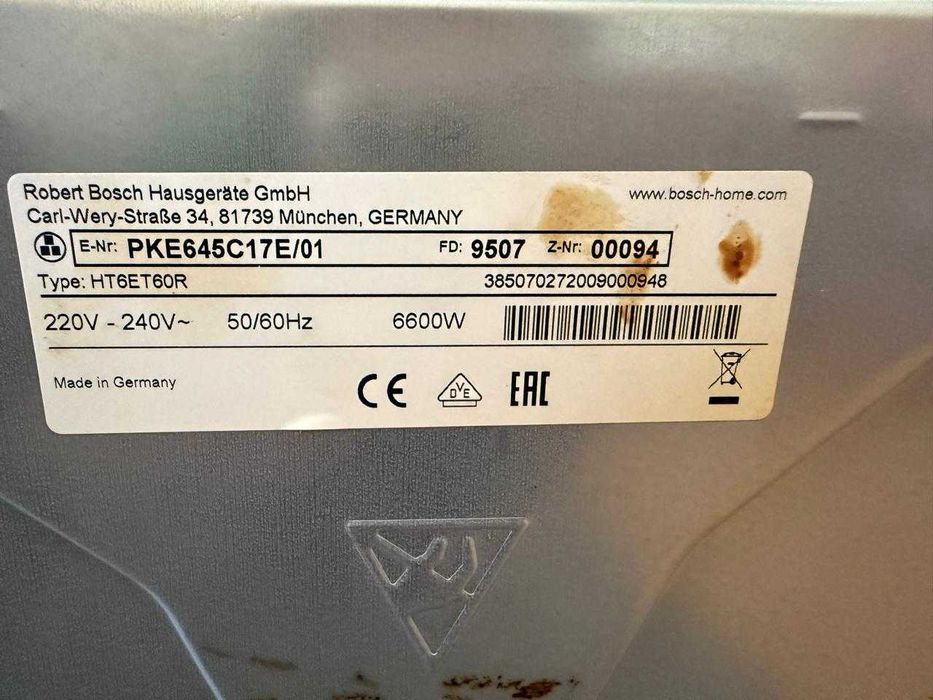 Robert Bosch Hausgeräte GmbH www.bosch-home.com
Carl-Wery-Straße 34, 81739 München, GERMANY
E-Nr: PKE645C17E/01 FD: 9507 Z-Nr: 00094
Type: HT6ET60R 385070272009000948
220V - 240V~ 50/60Hz 6600W
Made in Germany CE DVE EAC